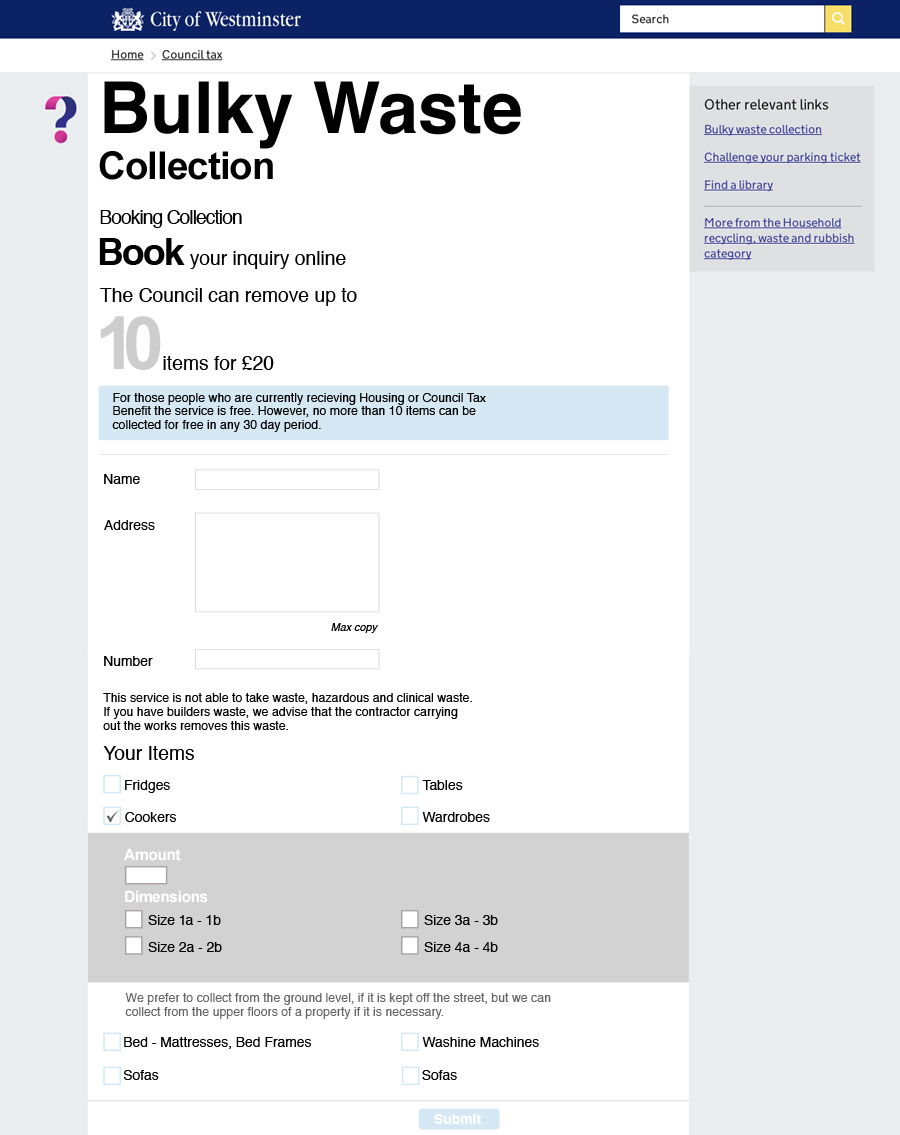 City of Westminster
Search
Home > Council tax
?
Bulky Waste
Collection
Booking Collection
Book your inquiry online
The Council can remove up to
10 items for £20
For those people who are currently recieving Housing or Council Tax
Benefit the service is free. However, no more than 10 items can be
collected for free in any 30 day period.
Name
Address
Max copy
Number
This service is not able to take waste, hazardous and clinical waste.
If you have builders waste, we advise that the contractor carrying
out the works removes this waste.
Your Items
Fridges
Tables
Cookers
Wardrobes
Amount
Dimensions
Size 1a - 1b
Size 3a - 3b
Size 2a - 2b
Size 4a - 4b
We prefer to collect from the ground level, if it is kept off the street, but we can
collect from the upper floors of a property if it is necessary.
Bed - Mattresses, Bed Frames
Washine Machines
Sofas
Sofas
Submit
Other relevant links
Bulky waste collection
Challenge your parking ticket
Find a library
More from the Household
recycling, waste and rubbish
category